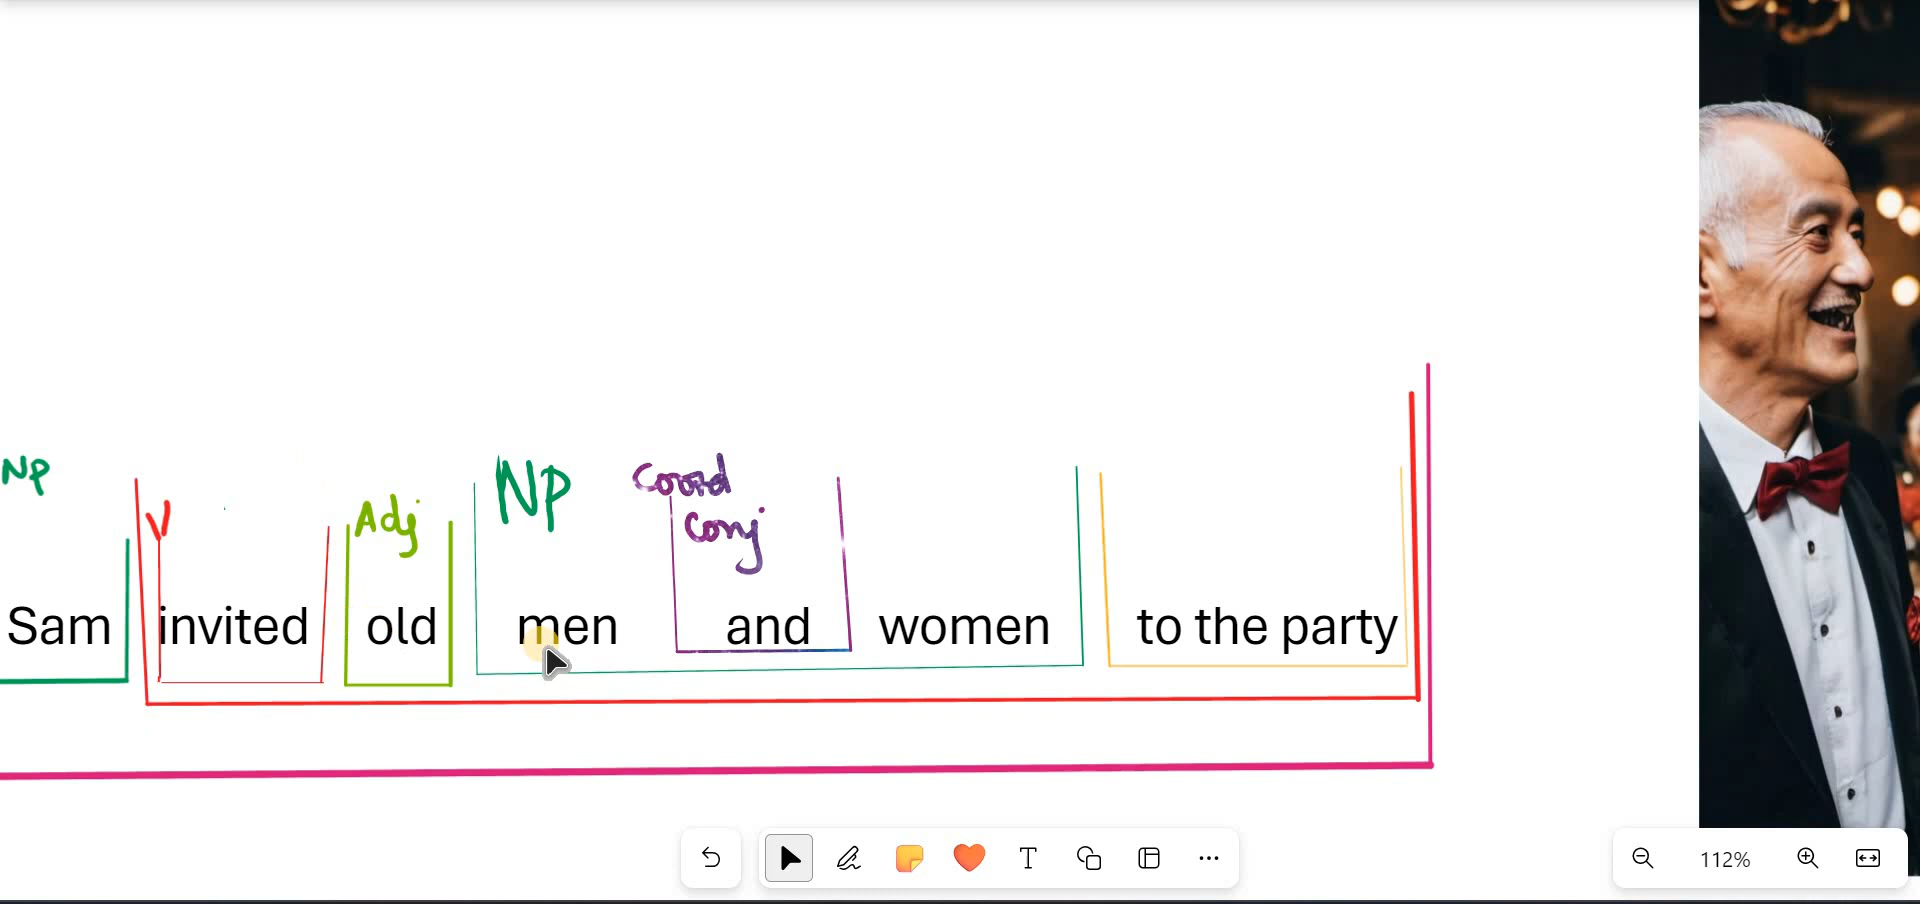 NP
V
Adj
NP
Coord
Conj
Sam invited old men and women to the party
T
112%